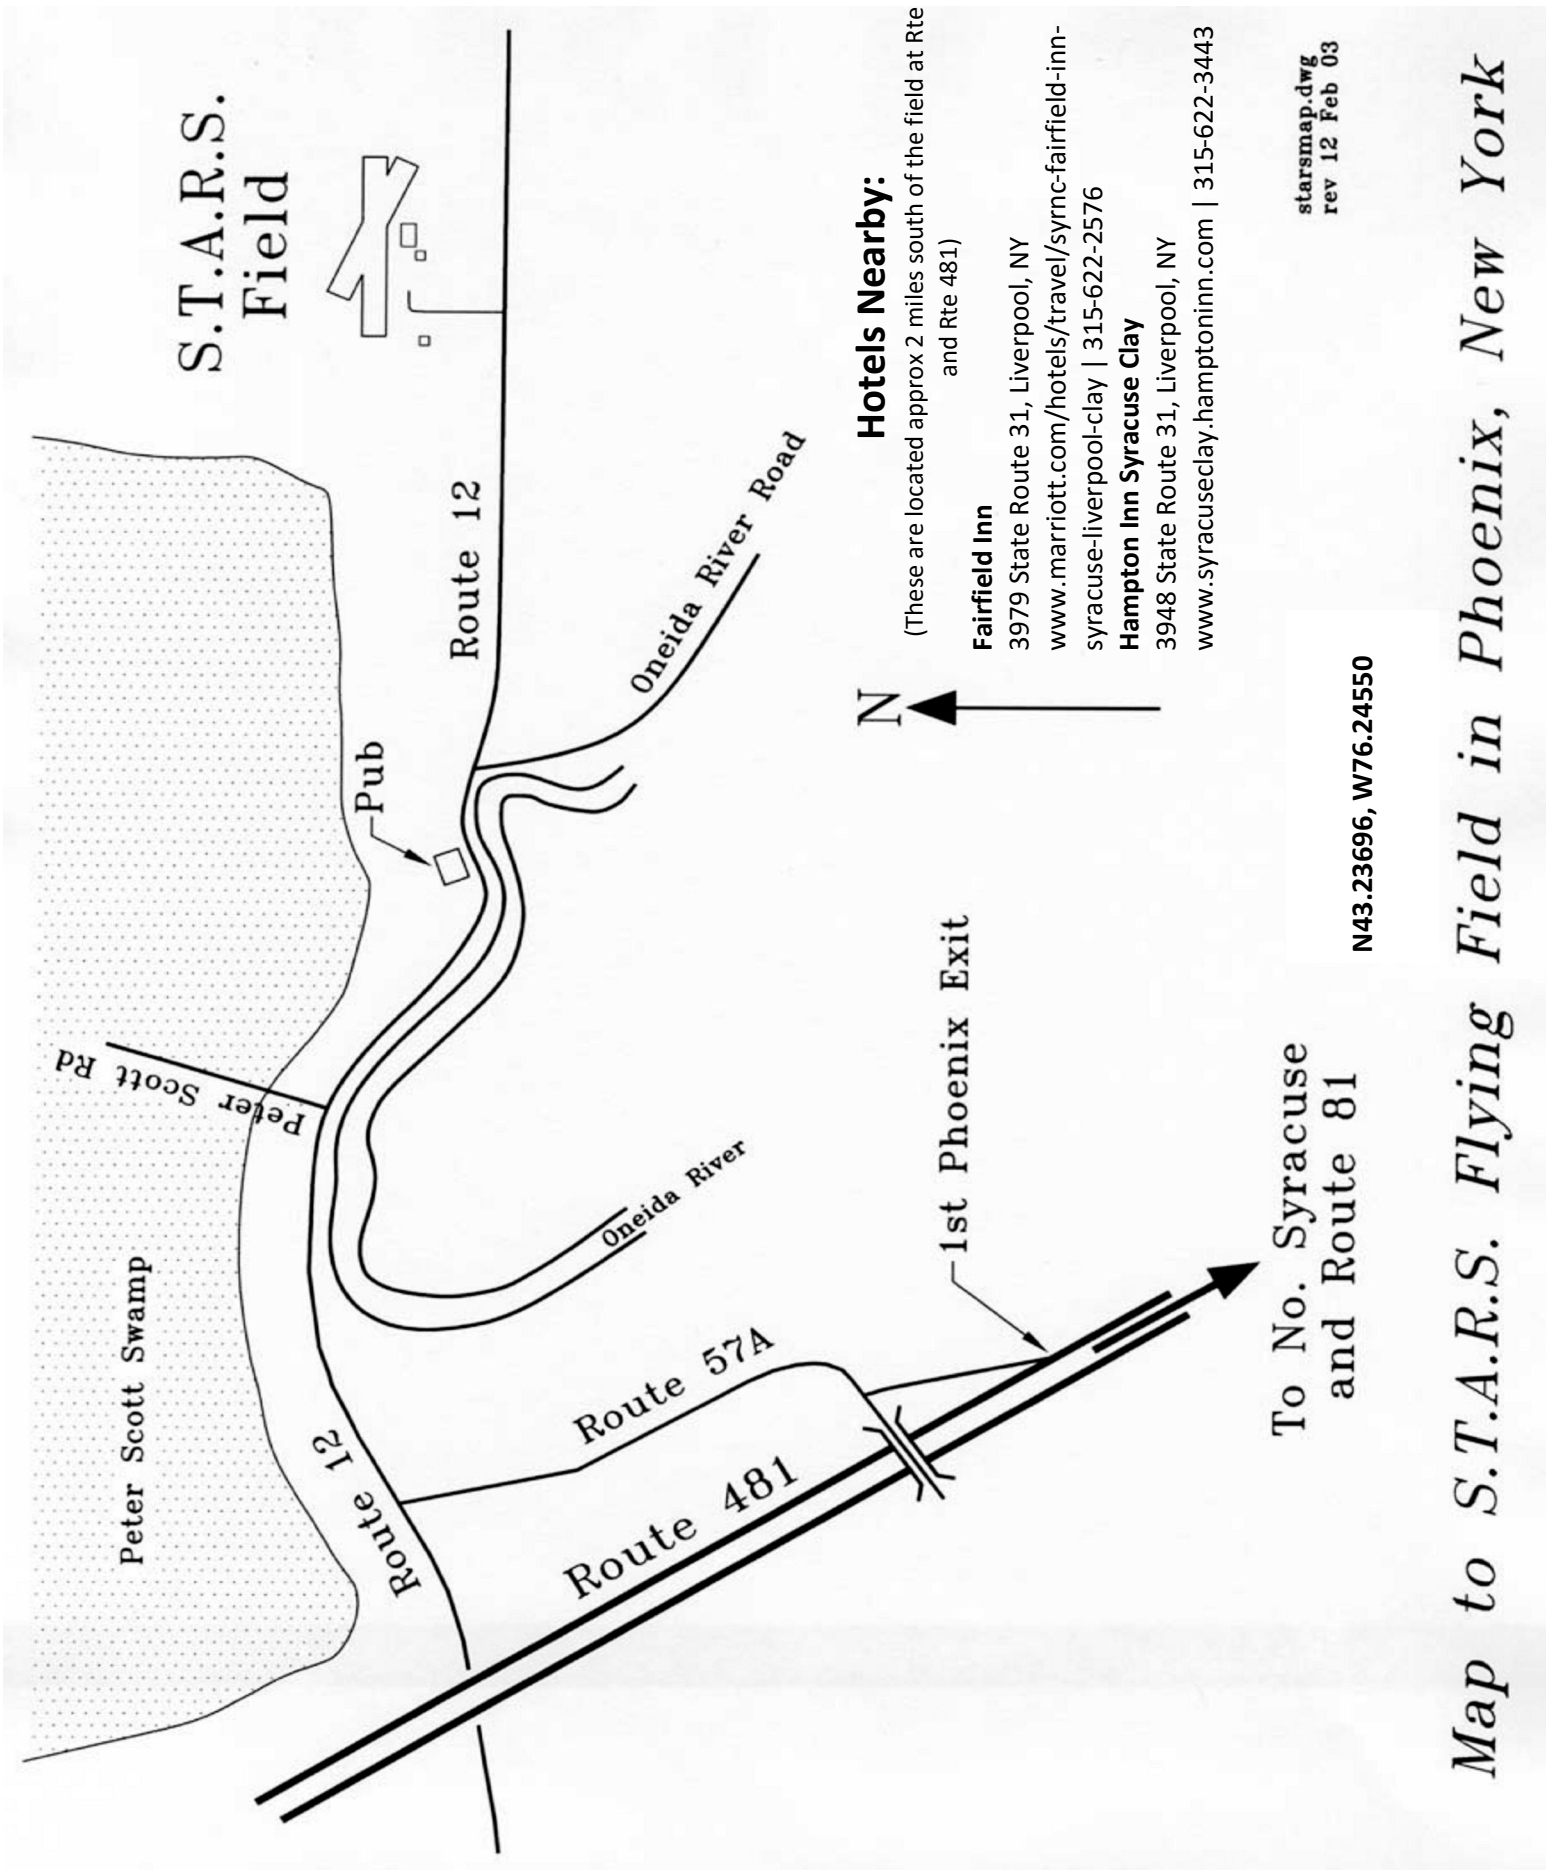 S.T.A.R.S.
Field
Peter Scott Swamp
Peter Scott Rd
Pub
Route 12
Route 12
Oneida River Road
Oneida River
Route 57A
Route 481
1st Phoenix Exit
To No. Syracuse
and Route 81
N
Hotels Nearby:
(These are located approx 2 miles south of the field at Rte
and Rte 481)
Fairfield Inn
3979 State Route 31, Liverpool, NY
www.marriott.com/hotels/travel/syrnc-fairfield-inn-
syracuse-liverpool-clay | 315-622-2576
Hampton Inn Syracuse Clay
3948 State Route 31, Liverpool, NY
www.syracuseclay.hamptoninn.com | 315-622-3443
starsmap.dwg
rev 12 Feb 03
N43.23696, W76.24550
Map to S.T.A.R.S. Flying Field in Phoenix, New York